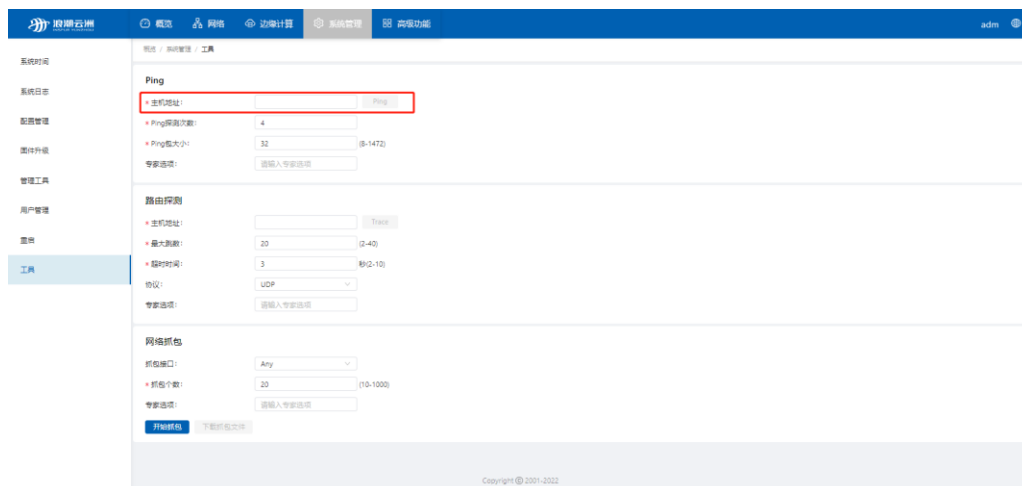 浪潮云洲 概览 网络 边缘计算 系统管理 高级功能 adm
概览 / 系统管理 / 工具
系统时间
系统日志
配置管理
固件升级
管理工具
用户管理
重启
工具
Ping
* 主机地址: Ping
* Ping探测次数: 4
* Ping包大小: 32 (8-1472)
专家选项: 请输入专家选项
路由探测
* 主机地址: Trace
* 最大跳数: 20 (2-40)
* 超时时间: 3 秒(2-10)
协议: UDP
专家选项: 请输入专家选项
网络抓包
抓包接口: Any
* 抓包个数: 20 (10-1000)
专家选项: 请输入专家选项
开始抓包 下载抓包文件
Copyright © 2001-2022